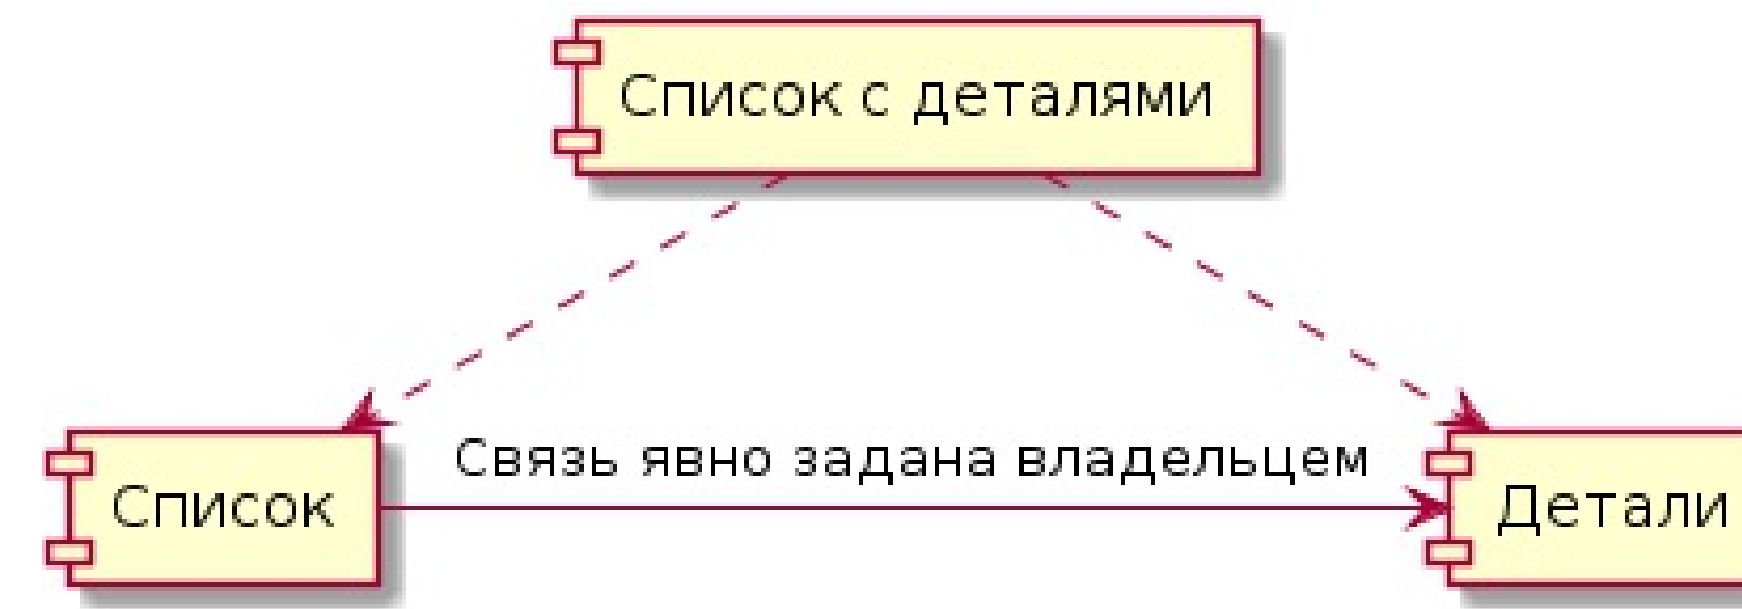 Список с деталями
Связь явно задана владельцем
Список
Детали